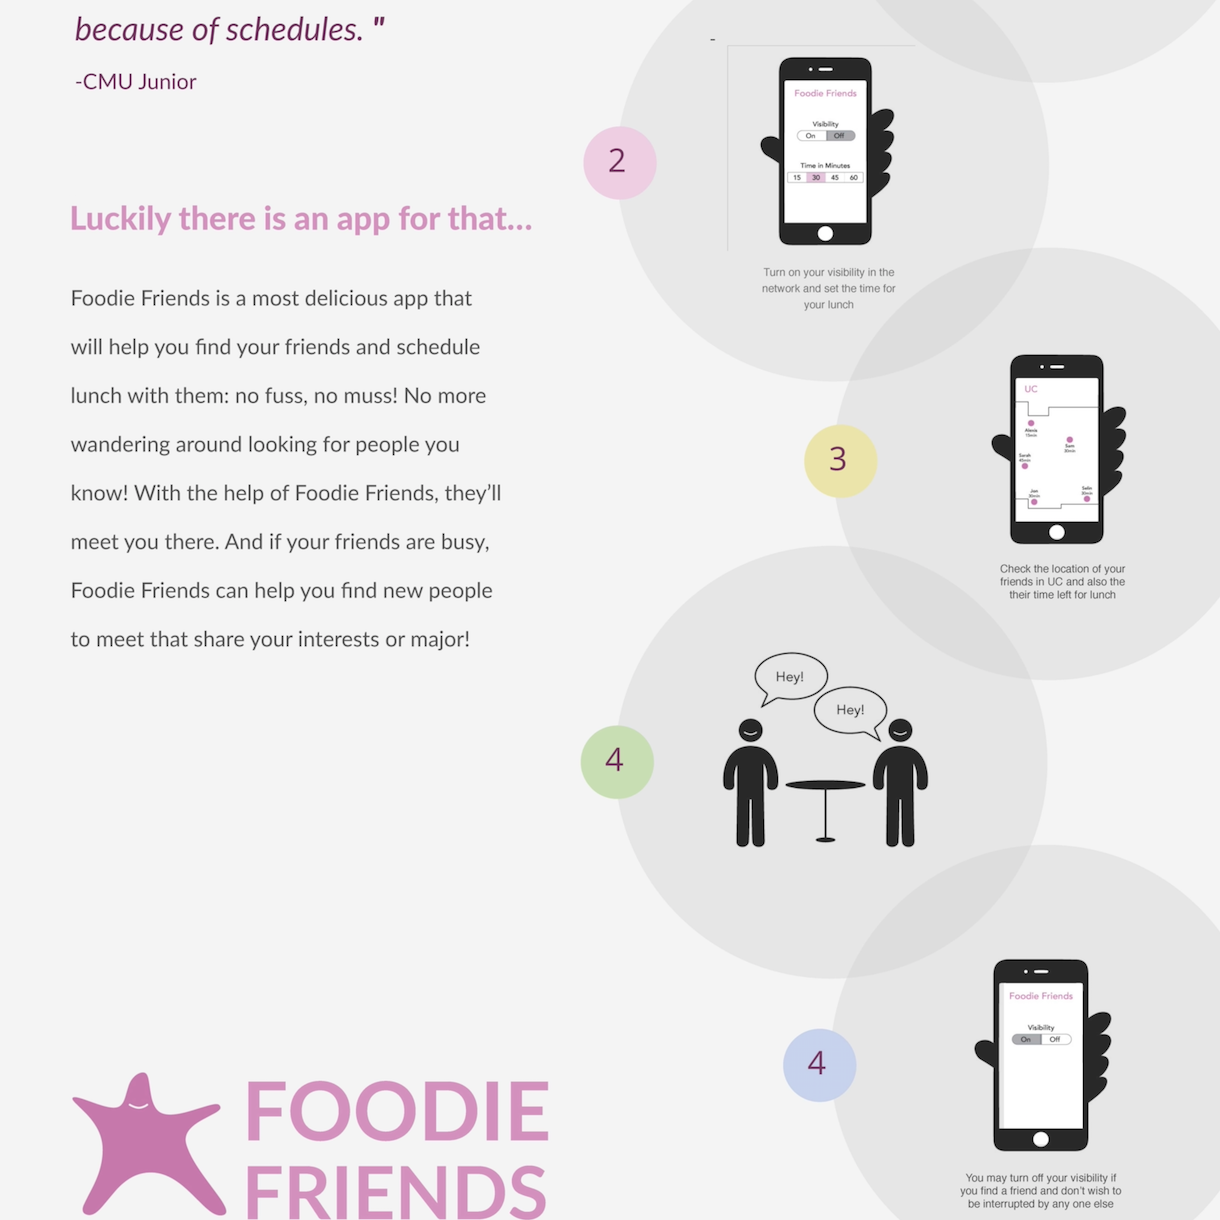 because of schedules. "
-CMU Junior
Luckily there is an app for that...
Foodie Friends is a most delicious app that
will help you find your friends and schedule
lunch with them: no fuss, no muss! No more
wandering around looking for people you
know! With the help of Foodie Friends, they’ll
meet you there. And if your friends are busy,
Foodie Friends can help you find new people
to meet that share your interests or major!
FOODIE
FRIENDS
-
2
Foodie Friends
Visibility
On Off
Time in Minutes
15 30 45 60
Turn on your visibility in the
network and set the time for
your lunch
3
UC
Alexis
15min
Sam
30min
Sarah
45min
Jon
Salin
30min
Check the location of your
friends in UC and also the
their time left for lunch
4
Hey!
Hey!
4
Foodie Friends
Visibility
On Off
You may turn off your visibility if
you find a friend and don't wish to
be interrupted by any one else